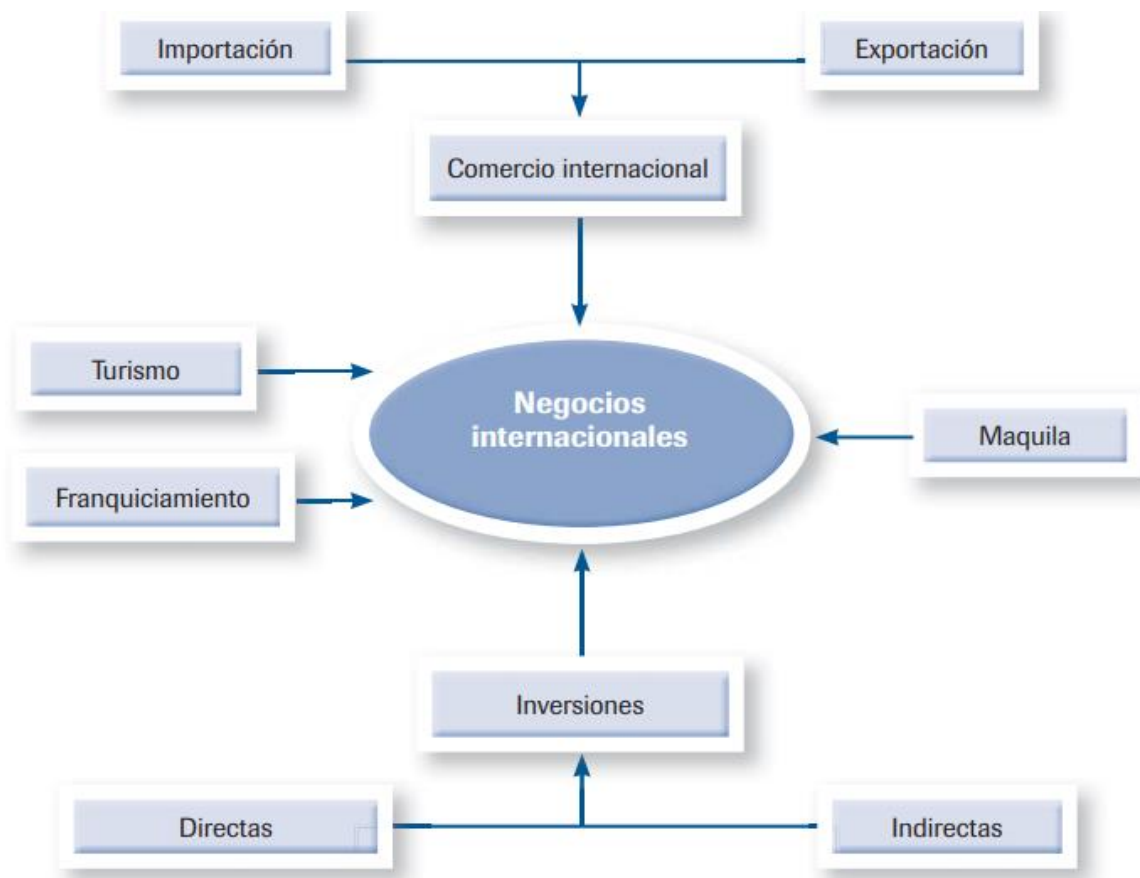 Importación
Exportación
Comercio internacional
Turismo
Negocios
internacionales
Maquila
Franquiciamiento
Inversiones
Directas
Indirectas